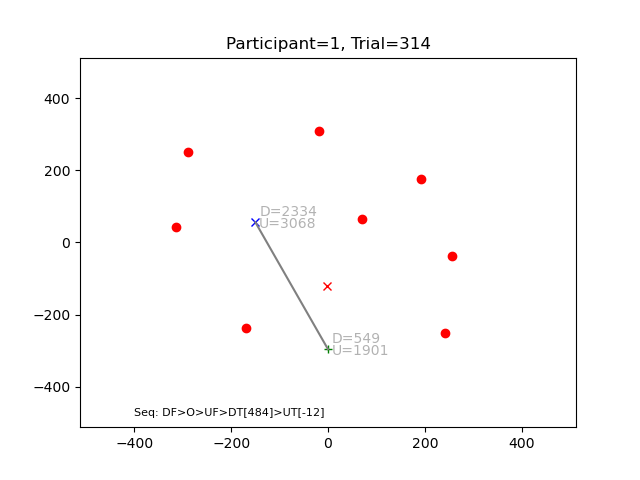 Participant=1, Trial=314
400
200
0
−200
−400
D=2334
U=3068
D=549
U=1901
Seq: DF>O>UF>DT[484]>UT[-12]
−400
−200
0
200
400